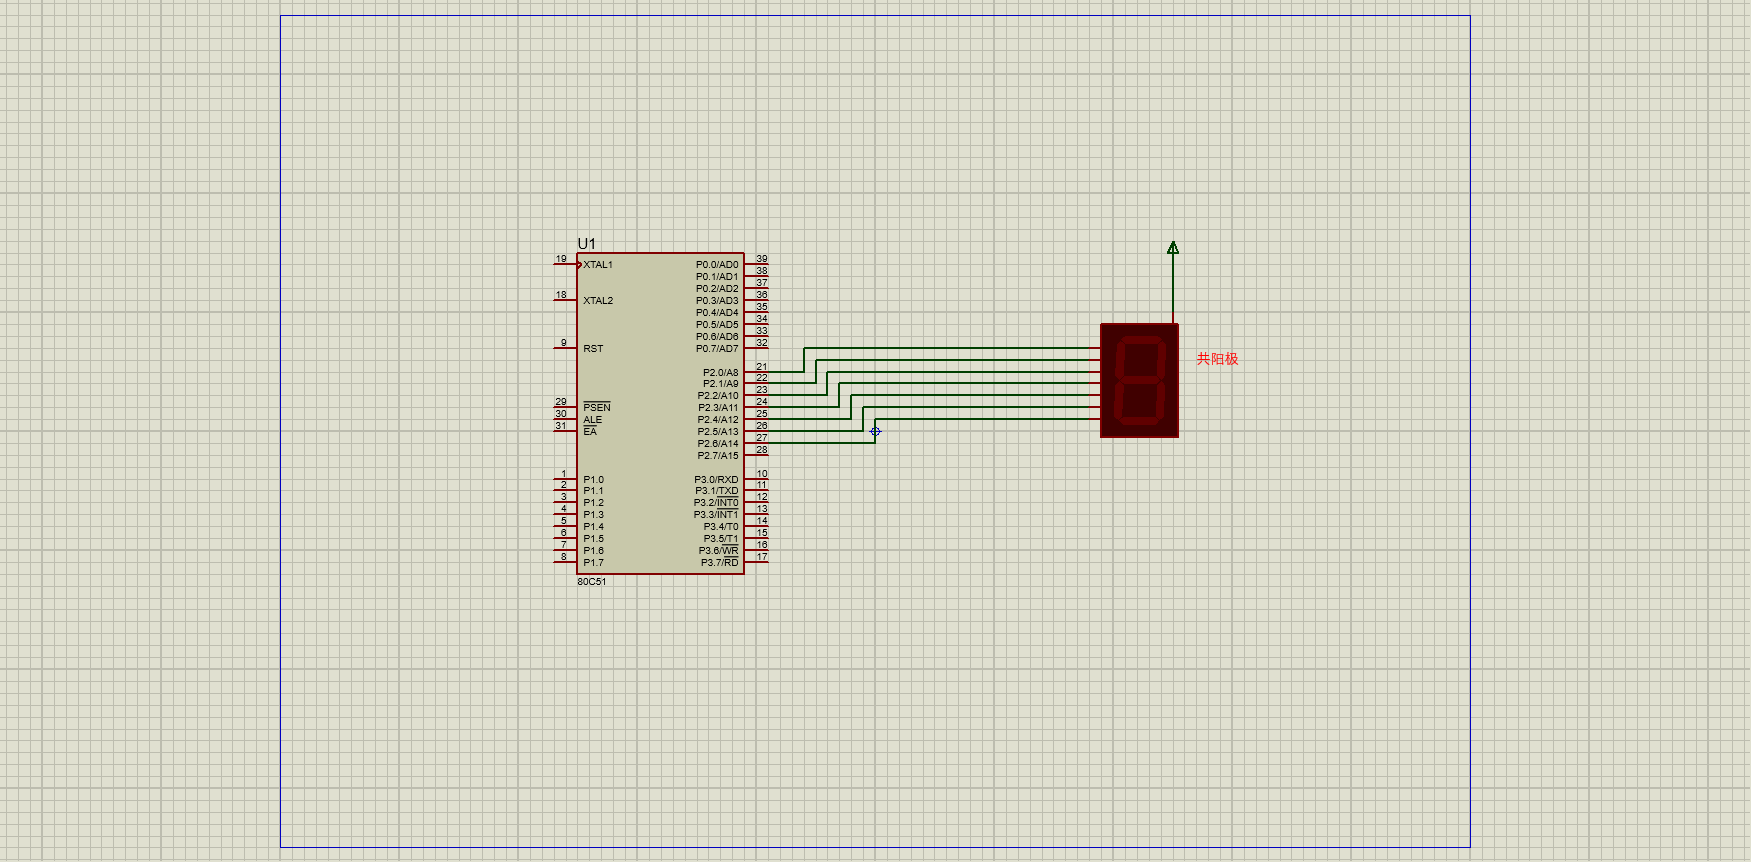 U1
19 XTAL1
18 XTAL2
9 RST
29 PSEN
30 ALE
31 EA
1 P1.0
2 P1.1
3 P1.2
4 P1.3
5 P1.4
6 P1.5
7 P1.6
8 P1.7
P0.0/AD0 39
P0.1/AD1 38
P0.2/AD2 37
P0.3/AD3 36
P0.4/AD4 35
P0.5/AD5 34
P0.6/AD6 33
P0.7/AD7 32
P2.0/A8 21
P2.1/A9 22
P2.2/A10 23
P2.3/A11 24
P2.4/A12 25
P2.5/A13 26
P2.6/A14 27
P2.7/A15 28
P3.0/RXD 10
P3.1/TXD 11
P3.2/INT0 12
P3.3/INT1 13
P3.4/T0 14
P3.5/T1 15
P3.6/WR 16
P3.7/RD 17
80C51
共阳极